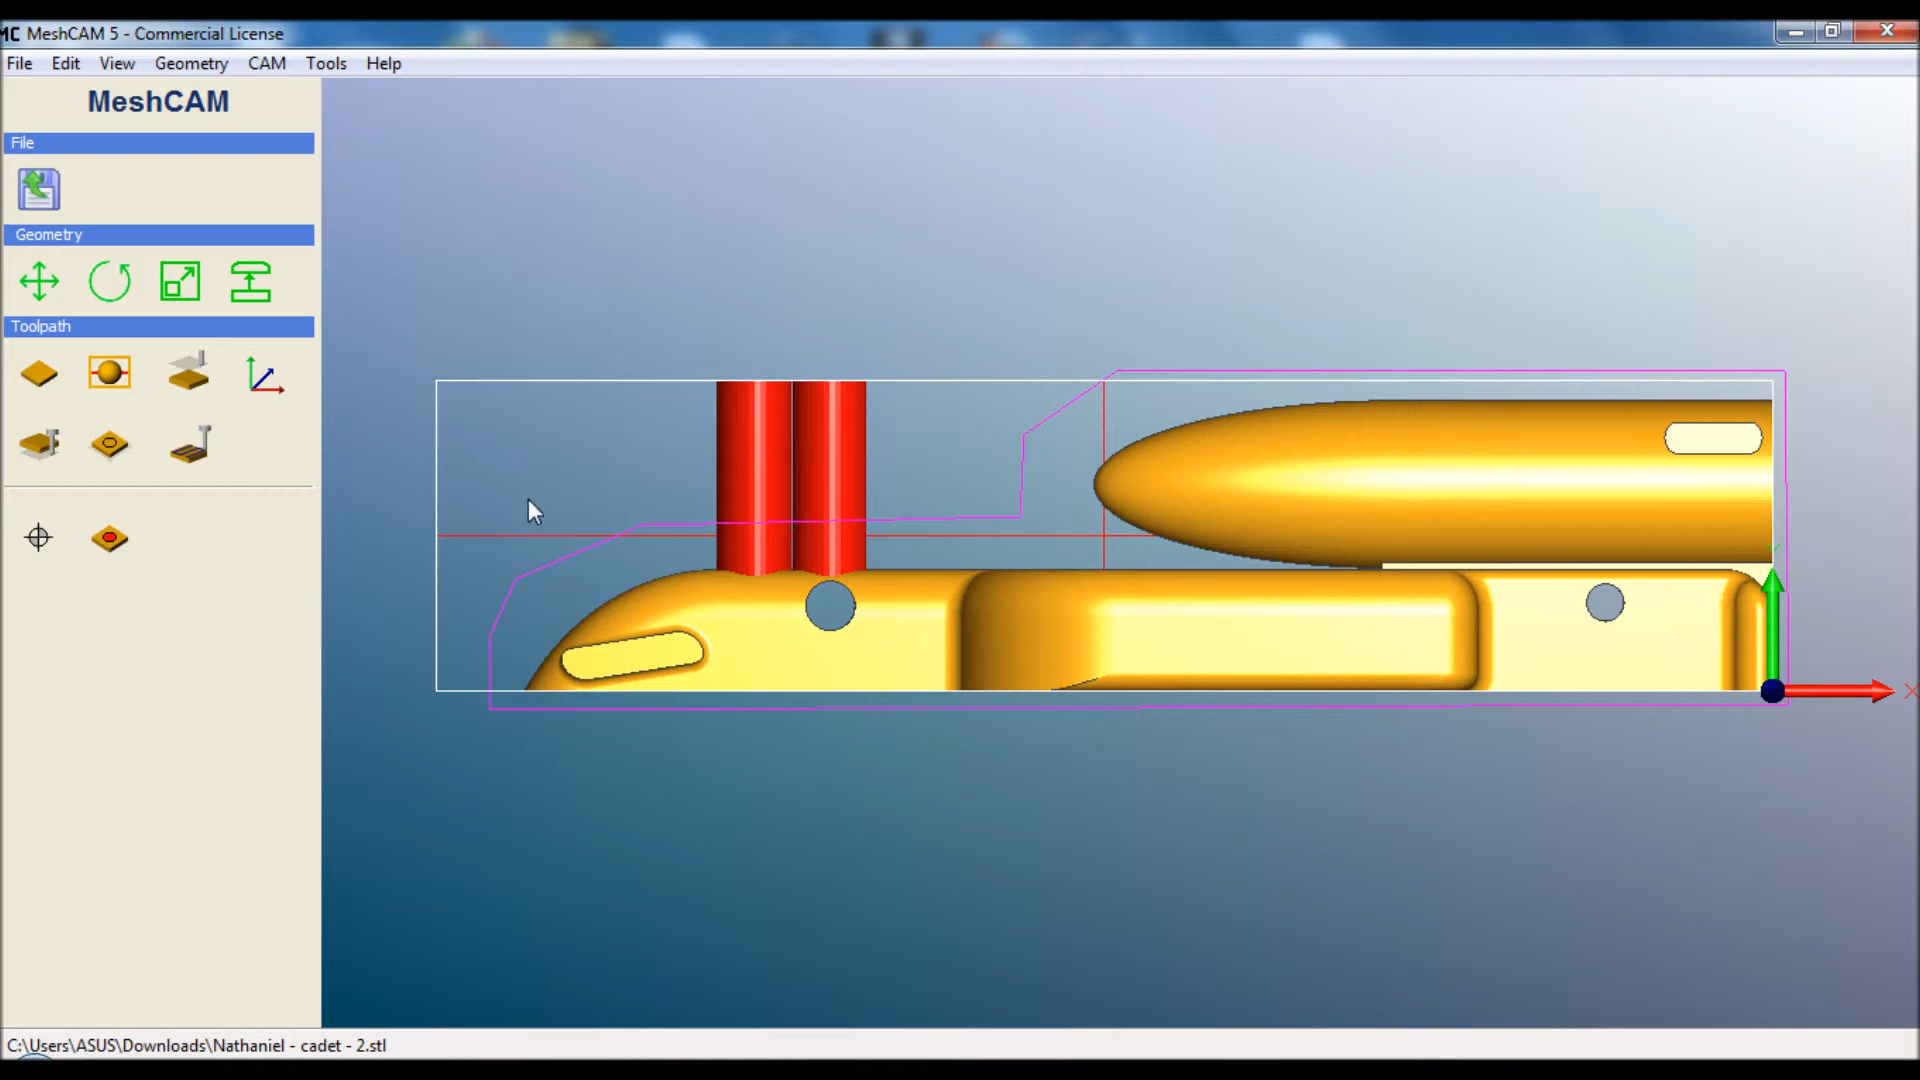 MC MeshCAM 5 - Commercial License
File Edit View Geometry CAM Tools Help
MeshCAM
File
Geometry
Toolpath
X
C:\Users\ASUS\Downloads\Nathaniel - cadet - 2.stl